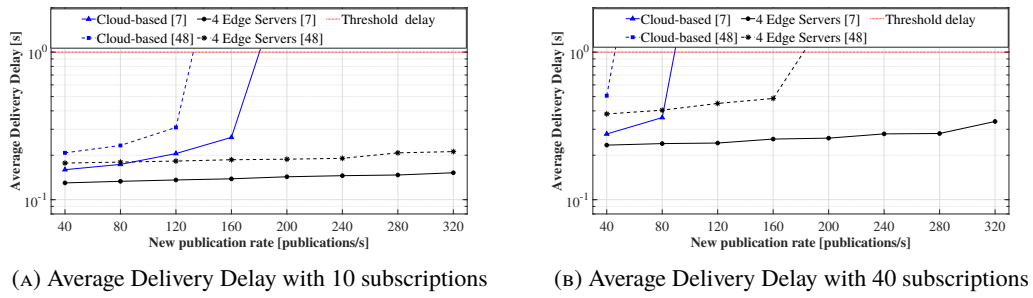 Cloud-based [7] 4 Edge Servers [7] Threshold delay
Cloud-based [48] 4 Edge Servers [48]
Average Delivery Delay [s]
10^0
10^-1
40 80 120 160 200 240 280 320
New publication rate [publications/s]
(A) Average Delivery Delay with 10 subscriptions
Cloud-based [7] 4 Edge Servers [7] Threshold delay
Cloud-based [48] 4 Edge Servers [48]
Average Delivery Delay [s]
10^0
10^-1
40 80 120 160 200 240 280 320
New publication rate [publications/s]
(B) Average Delivery Delay with 40 subscriptions